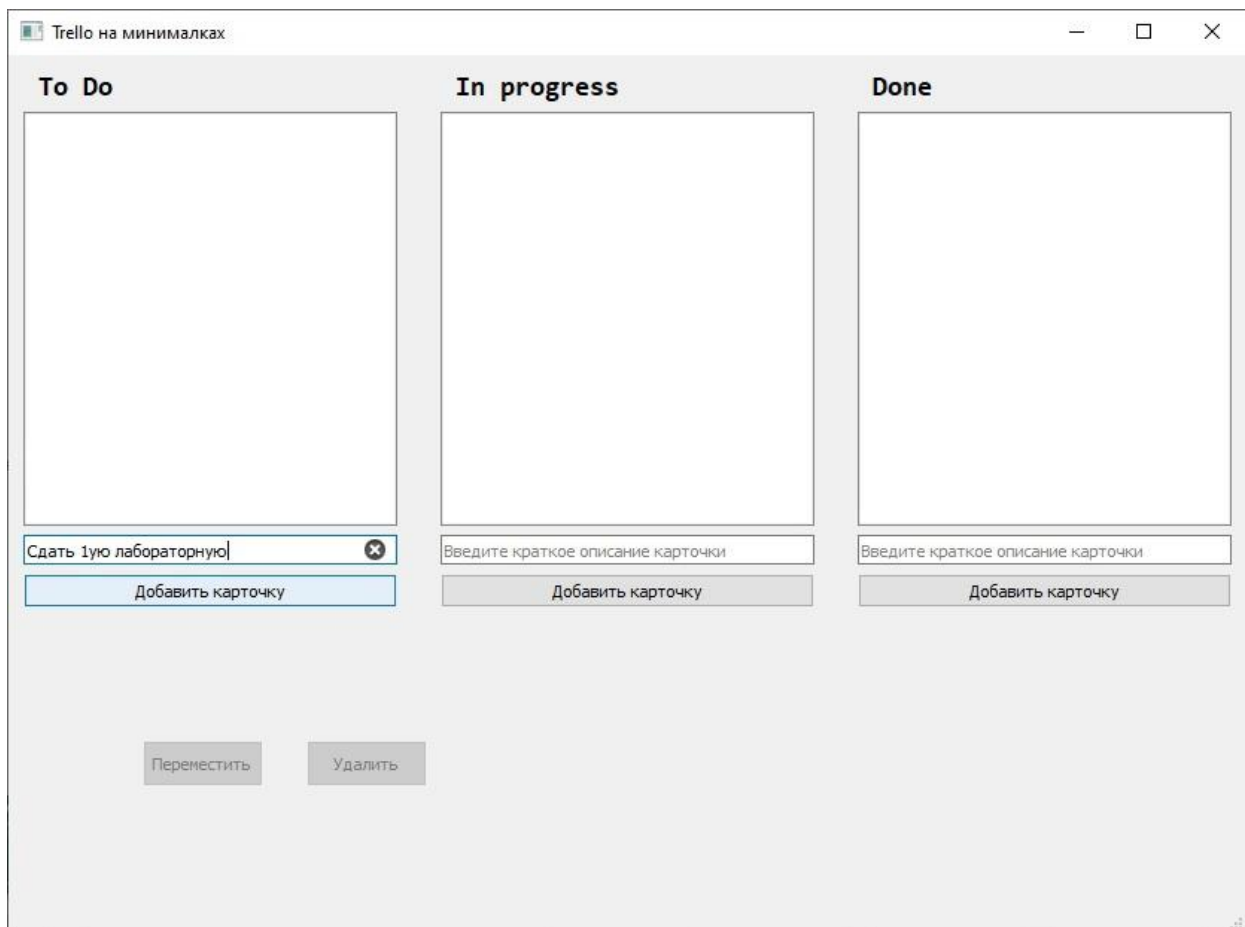 Trello на минималках
To Do In progress Done
Сдать 1ую лабораторную Введите краткое описание карточки Введите краткое описание карточки
Добавить карточку Добавить карточку Добавить карточку
Переместить Удалить